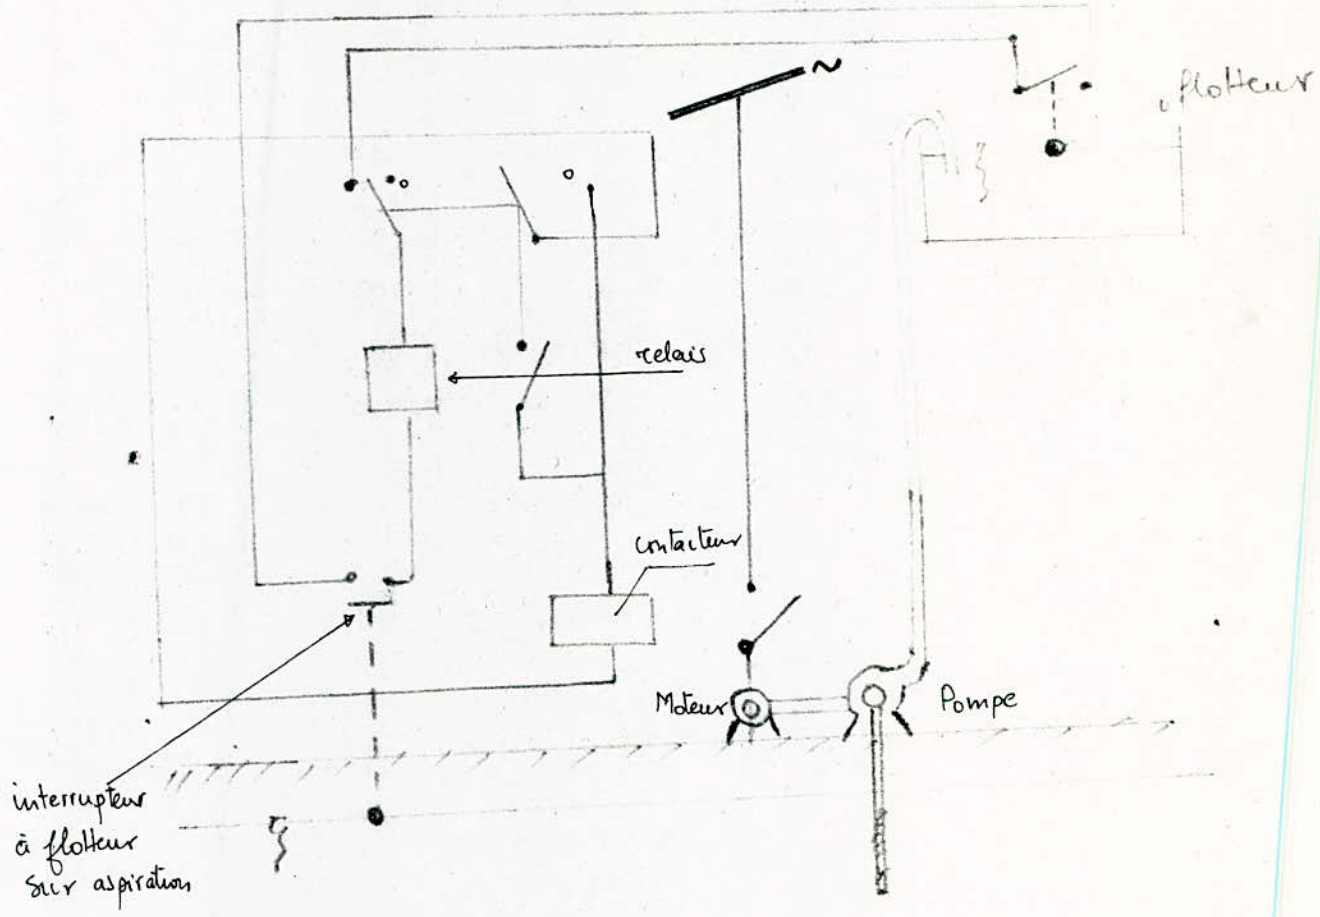 ~
flotteur
relais
contacteur
Moteur
Pompe
interrupteur
à flotteur
sur aspiration